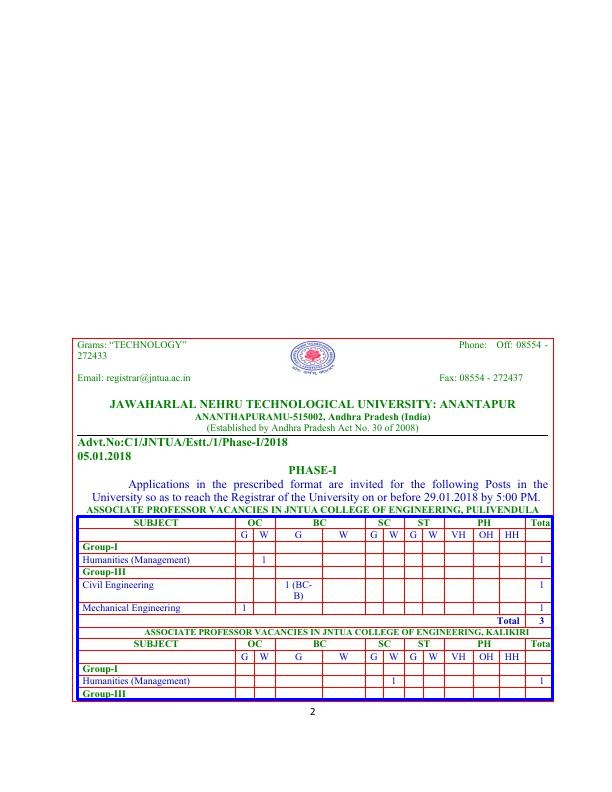 Grams: “TECHNOLOGY” Phone: Off: 08554 -
272433
Email: registrar@jntua.ac.in Fax: 08554 - 272437
JAWAHARLAL NEHRU TECHNOLOGICAL UNIVERSITY: ANANTAPUR
ANANTHAPURAMU-515002, Andhra Pradesh (India)
(Established by Andhra Pradesh Act No. 30 of 2008)
Advt.No:C1/JNTUA/Estt./1/Phase-I/2018
05.01.2018
PHASE-I
Applications in the prescribed format are invited for the following Posts in the
University so as to reach the Registrar of the University on or before 29.01.2018 by 5:00 PM.
ASSOCIATE PROFESSOR VACANCIES IN JNTUA COLLEGE OF ENGINEERING, PULIVENDULA
SUBJECT OC BC SC ST PH Tota
G W G W G W G W VH OH HH
Group-I
Humanities (Management) 1 1
Group-III
Civil Engineering 1 (BC- 1
B)
Mechanical Engineering 1 1
Total 3
ASSOCIATE PROFESSOR VACANCIES IN JNTUA COLLEGE OF ENGINEERING, KALIKIRI
SUBJECT OC BC SC ST PH Tota
G W G W G W G W VH OH HH
Group-I
Humanities (Management) 1 1
Group-III
2